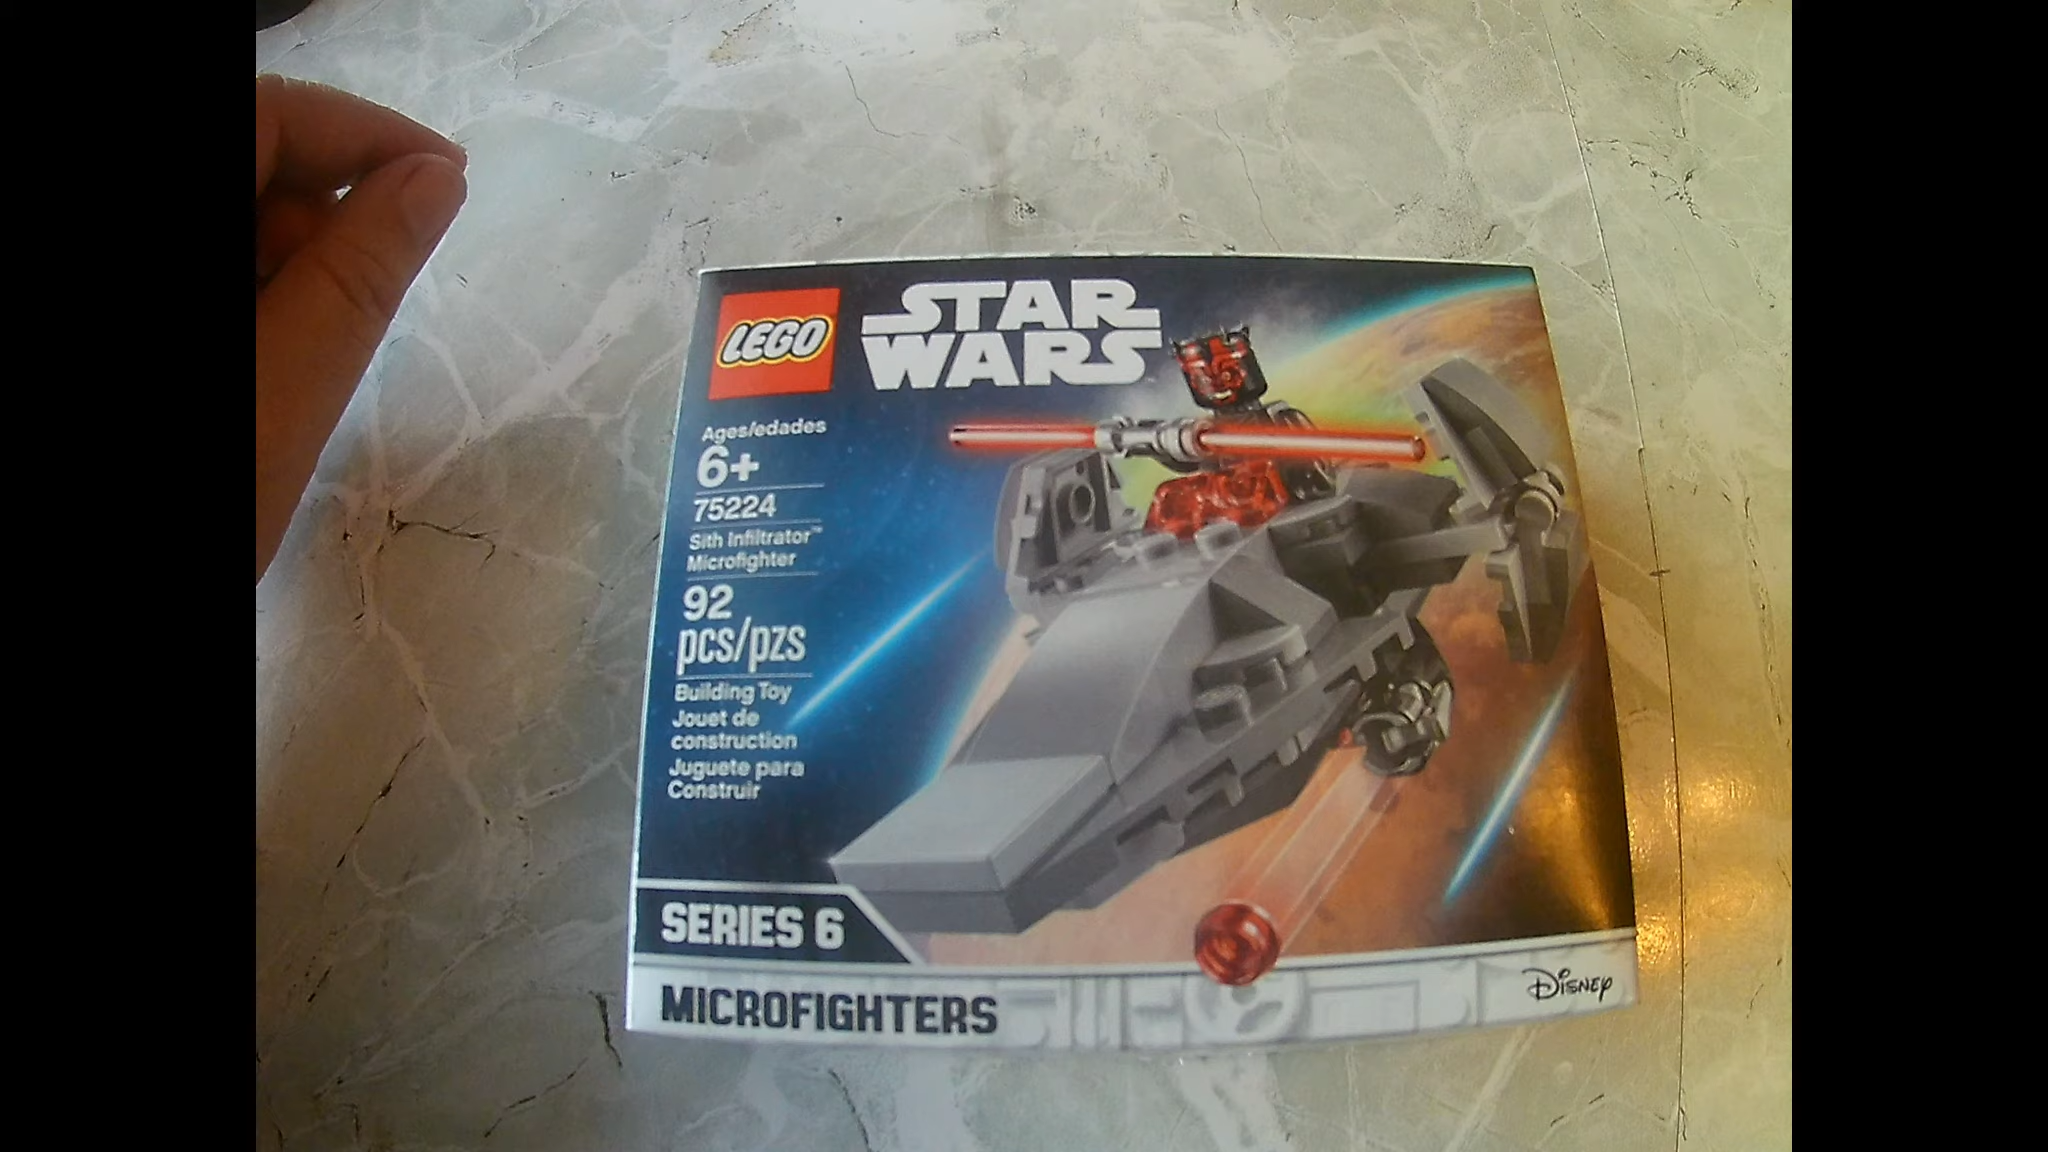 LEGO
STAR
WARS
Ages/edades
6+
75224
Sith Infiltrator™
Microfighter
92
pcs/pzs
Building Toy
Jouet de
construction
Juguete para
Construir
SERIES 6
MICROFIGHTERS
Disney